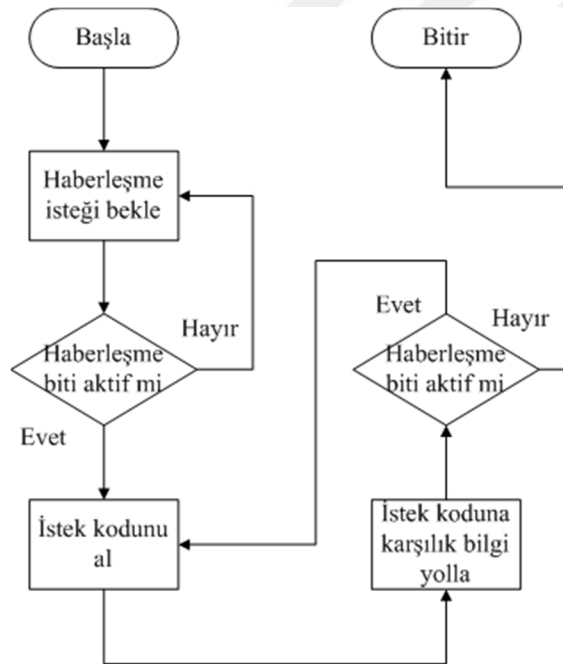 Başla
Haberleşme
isteği bekle
Hayır
Haberleşme
biti aktif mi
Evet
İstek kodunu
al
Bitir
Evet
Hayır
Haberleşme
biti aktif mi
İstek koduna
karşılık bilgi
yolla